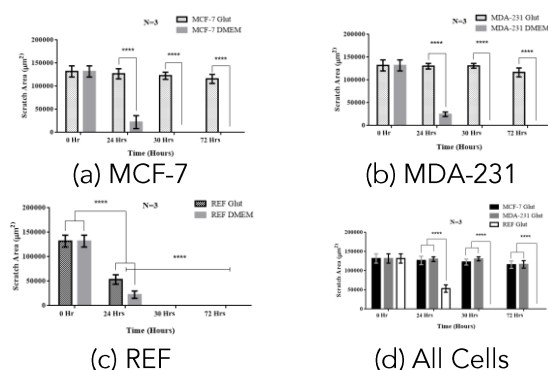 N=3
MCF-7 Glut
MCF-7 DMEM
****
****
****
Scratch Area (µm²)
200000
150000
100000
50000
0
0 Hr
24 Hrs
30 Hrs
72 Hrs
Time (Hours)
(a) MCF-7
N=3
MDA-231 Glut
MDA-231 DMEM
****
****
****
Scratch Area (µm²)
200000
150000
100000
50000
0
0 Hr
24 Hrs
30 Hrs
72 Hrs
Time (Hours)
(b) MDA-231
REF Glut
REF DMEM
N=3
****
****
Scratch Area (µm²)
200000
150000
100000
50000
0
0 Hr
24 Hrs
30 Hrs
72 Hrs
Time (Hours)
(c) REF
MCF-7 Glut
MDA-231 Glut
REF Glut
N=3
****
****
****
Scratch Area (µm²)
200000
150000
100000
50000
0
0 Hr
24 Hrs
30 Hrs
72 Hrs
Time (Hours)
(d) All Cells